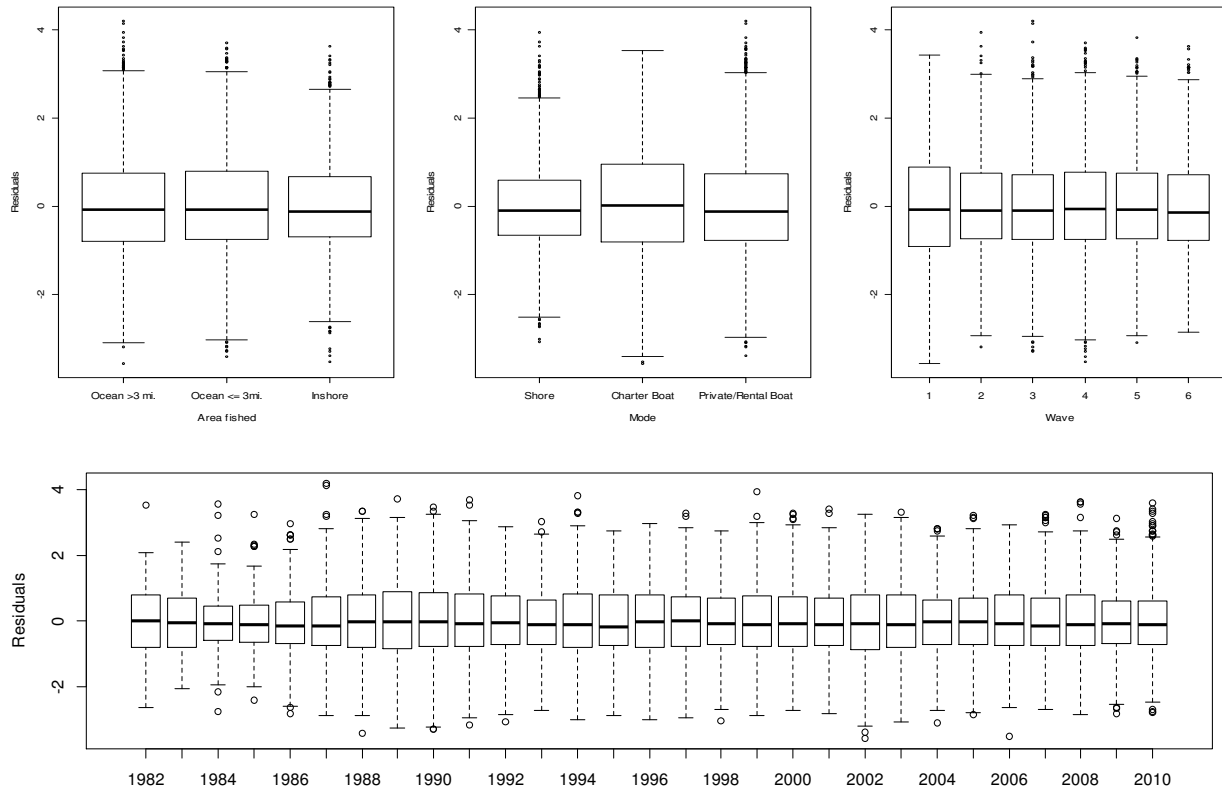 4
2
0
-2
Residuals
Ocean >3 mi. Ocean <= 3mi. Inshore
Area fished
4
2
0
-2
Residuals
Shore Charter Boat Private/Rental Boat
Mode
4
2
0
-2
Residuals
1 2 3 4 5 6
Wave
4
2
0
-2
Residuals
1982 1984 1986 1988 1990 1992 1994 1996 1998 2000 2002 2004 2006 2008 2010